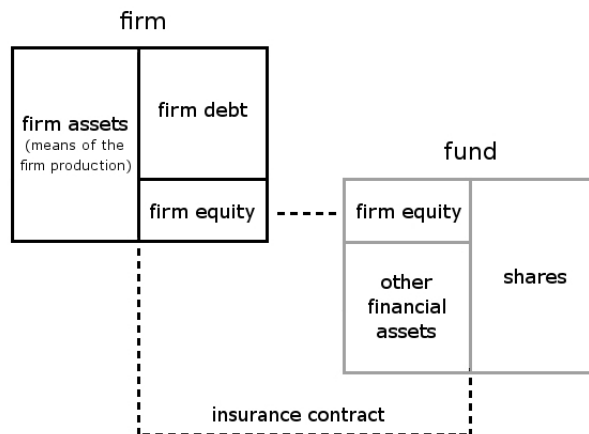 firm
firm assets
(means of the
firm production)
firm debt
firm equity
fund
firm equity
other
financial
assets
shares
insurance contract